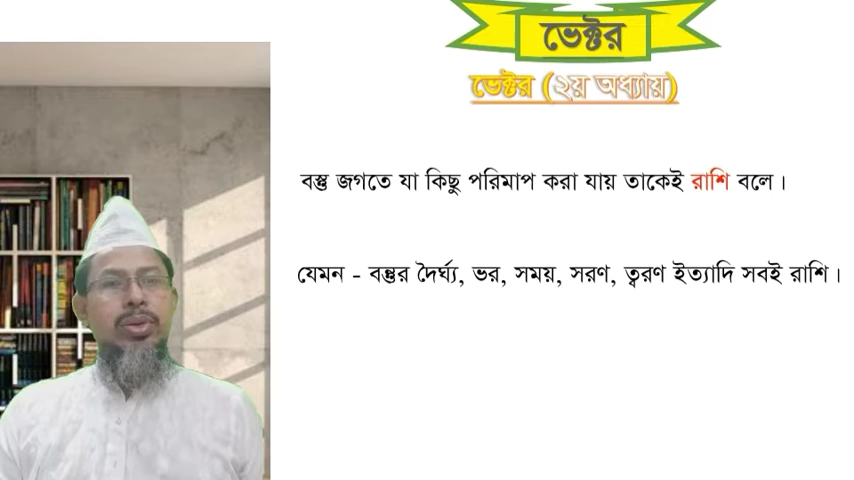 ভেক্টর
ভেক্টর (২য় অধ্যায়)
বস্তু জগতে যা কিছু পরিমাপ করা যায় তাকেই রাশি বলে।
যেমন - বস্তুর দৈর্ঘ্য, ভর, সময়, সরণ, ত্বরণ ইত্যাদি সবই রাশি।